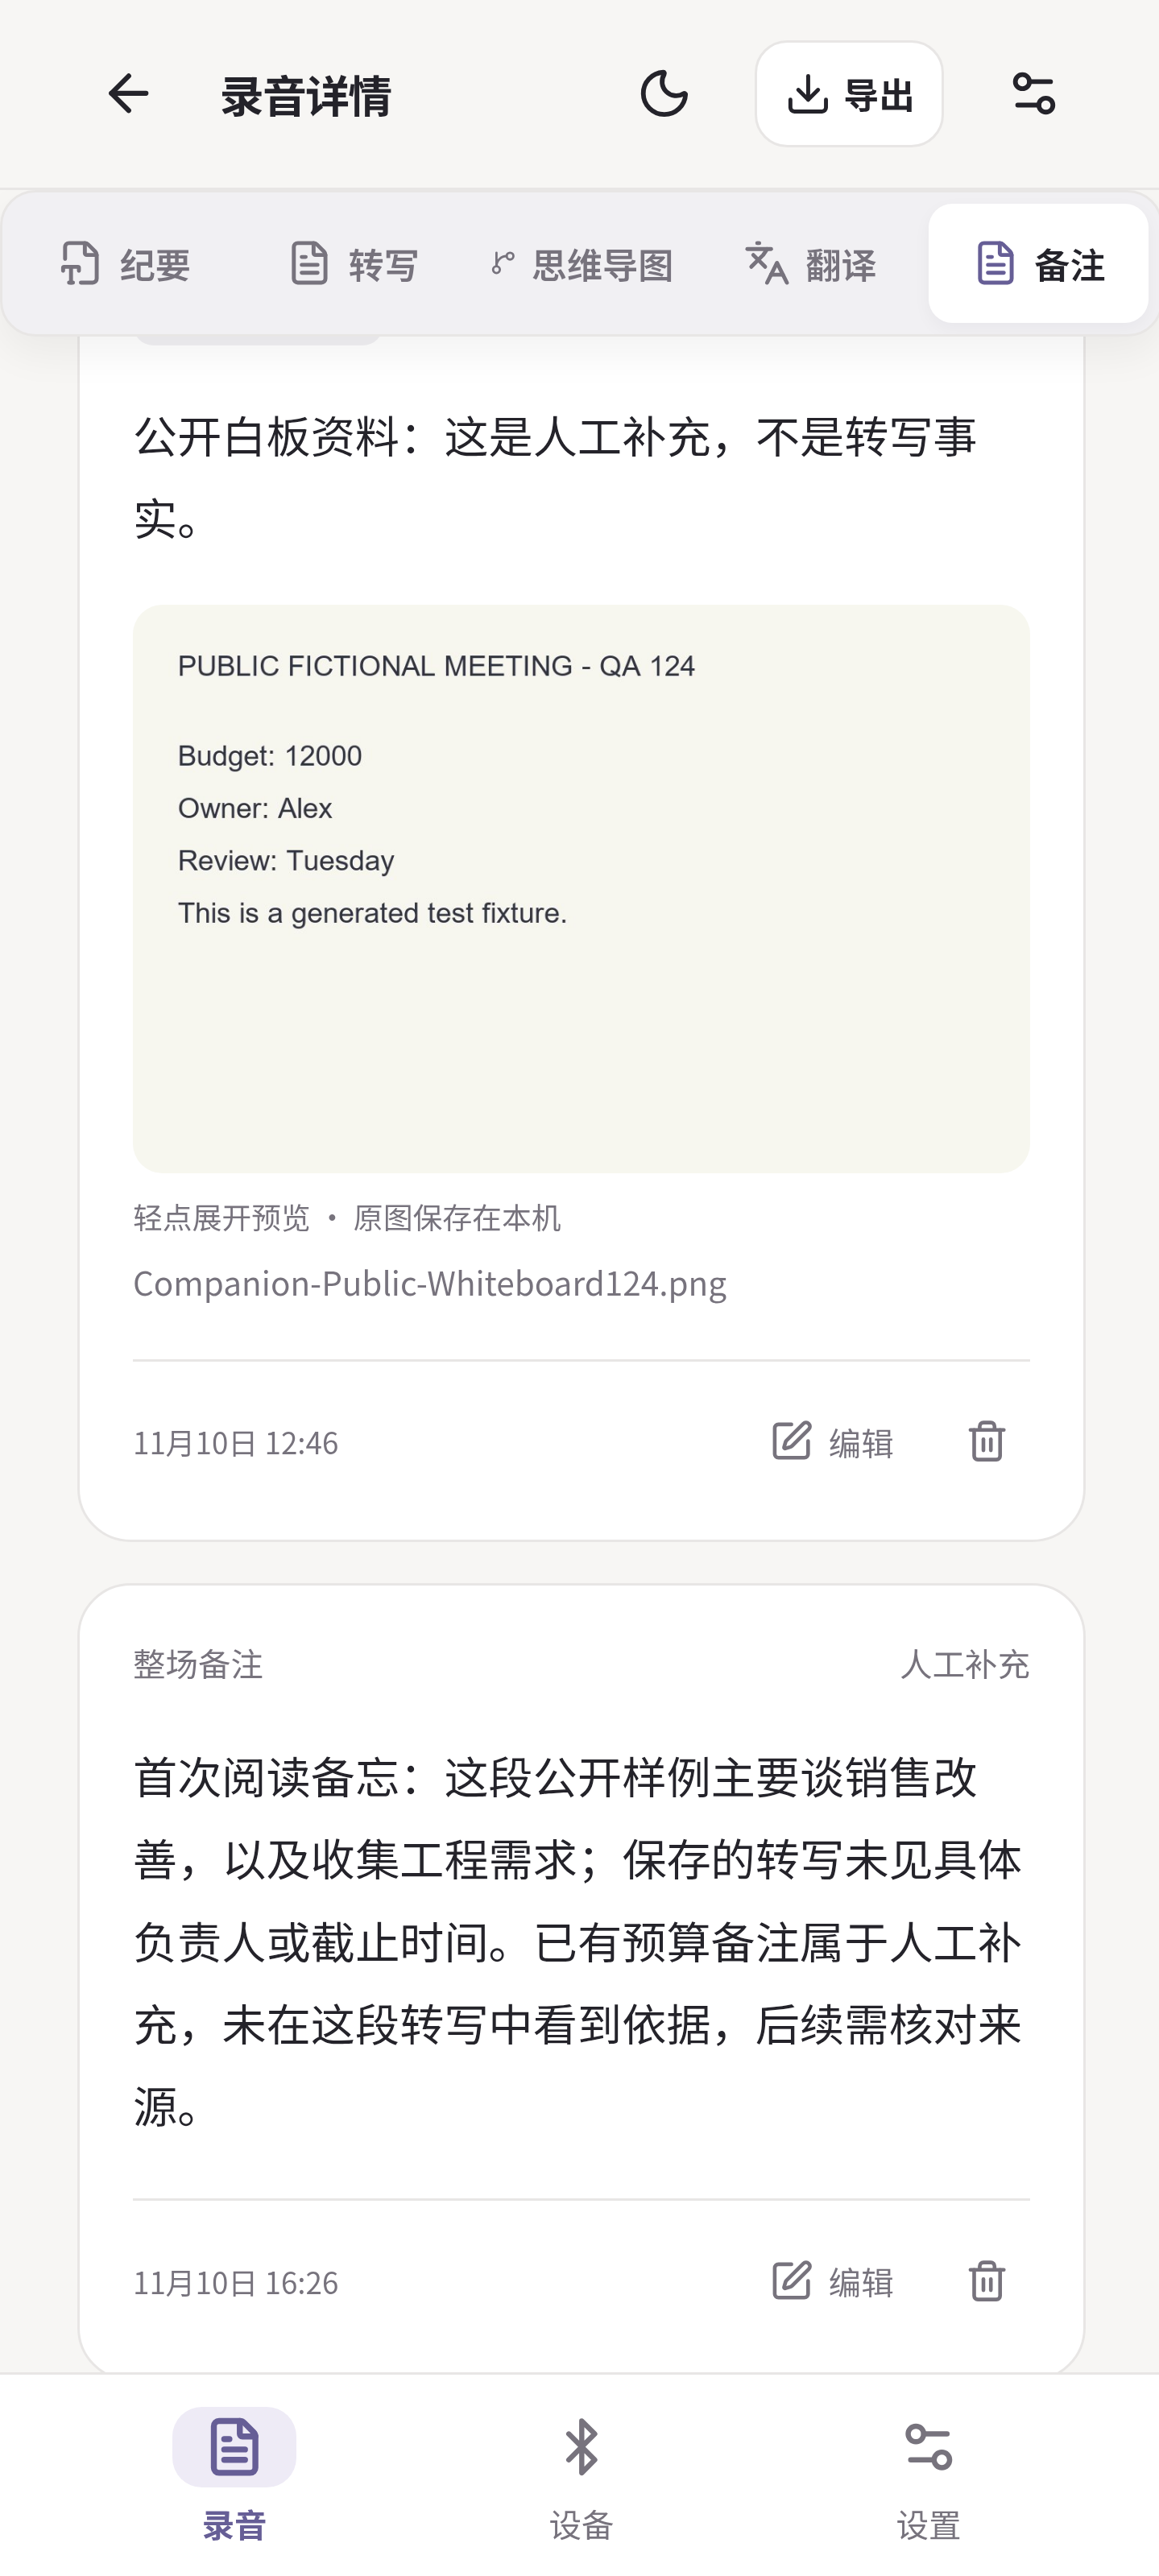 录音详情
导出
纪要
转写
思维导图
翻译
备注
公开白板资料：这是人工补充，不是转写事
实。
PUBLIC FICTIONAL MEETING - QA 124
Budget: 12000
Owner: Alex
Review: Tuesday
This is a generated test fixture.
轻点展开预览 · 原图保存在本机
Companion-Public-Whiteboard124.png
11月10日 12:46
编辑
整场备注
人工补充
首次阅读备忘：这段公开样例主要谈销售改
善，以及收集工程需求；保存的转写未见具体
负责人或截止时间。已有预算备注属于人工补
充，未在这段转写中看到依据，后续需核对来
源。
11月10日 16:26
编辑
录音
设备
设置